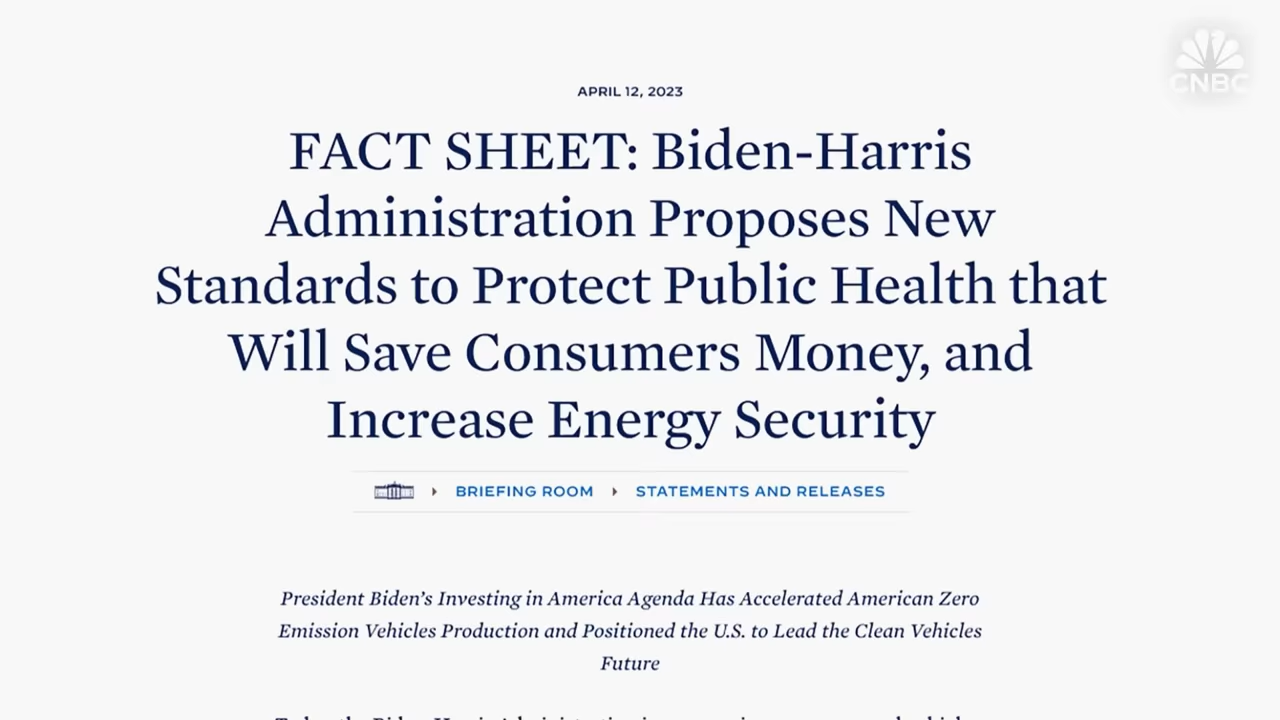 CNBC
APRIL 12, 2023
FACT SHEET: Biden-Harris
Administration Proposes New
Standards to Protect Public Health that
Will Save Consumers Money, and
Increase Energy Security
BRIEFING ROOM
STATEMENTS AND RELEASES
President Biden’s Investing in America Agenda Has Accelerated American Zero
Emission Vehicles Production and Positioned the U.S. to Lead the Clean Vehicles
Future